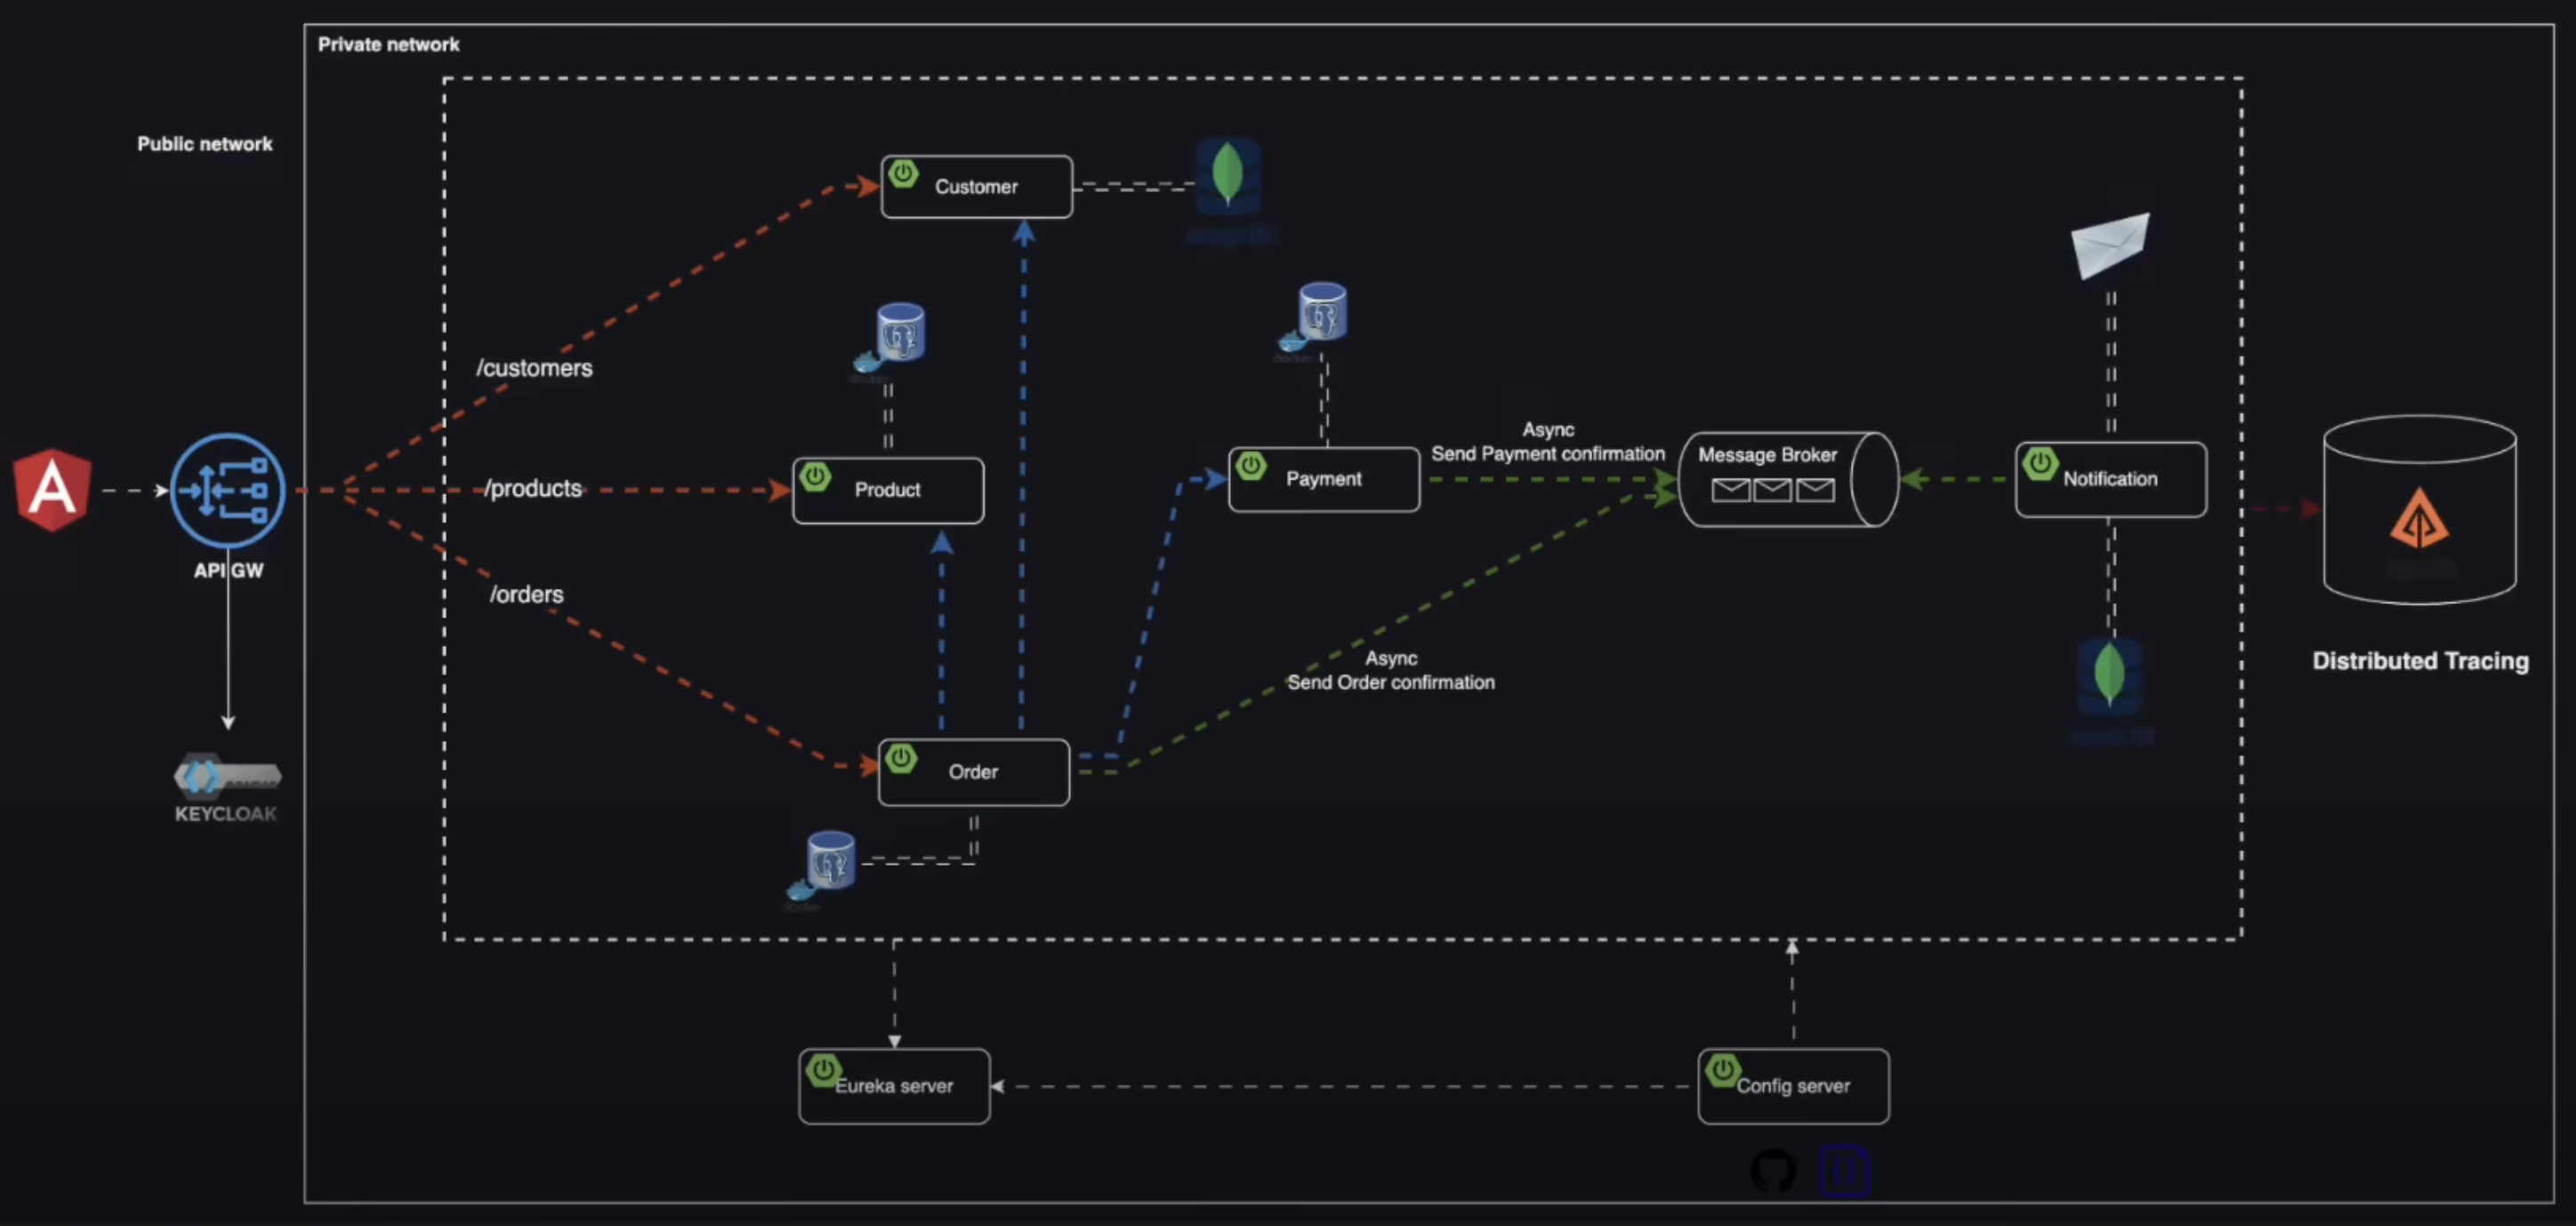 Private network
Public network
Customer
/customers
Async
Send Payment confirmation
Message Broker
/products
Product
Payment
Notification
API GW
/orders
Async
Send Order confirmation
Distributed Tracing
Order
KEYCLOAK
Eureka server
Config server